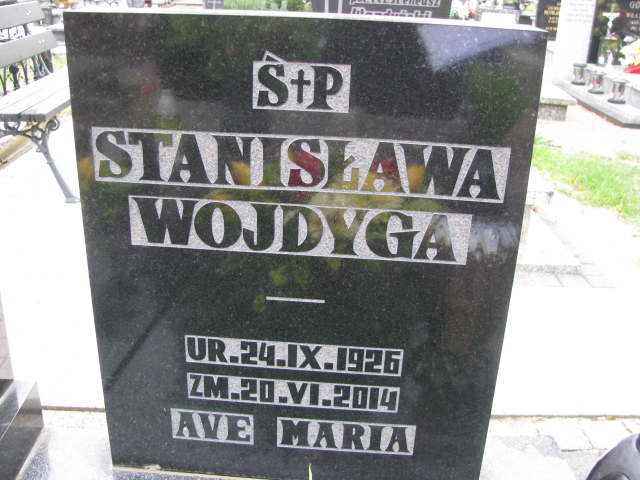 Ś†P
STANISŁAWA
WOJDYGA
UR.24.IX.1926
ZM.20.VI.2014
AVE MARIA